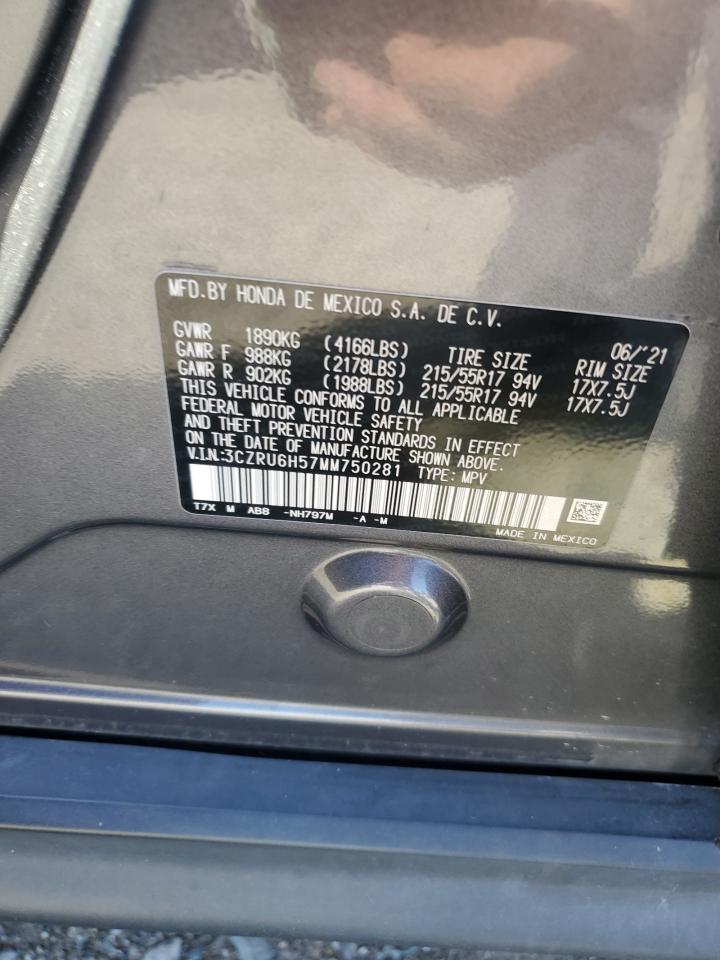 MFD.BY HONDA DE MEXICO S.A. DE C.V.
06/'21
GVWR 1890KG (4166LBS) TIRE SIZE RIM SIZE
GAWR F 988KG (2178LBS) 215/55R17 94V 17X7.5J
GAWR R 902KG (1988LBS) 215/55R17 94V 17X7.5J
THIS VEHICLE CONFORMS TO ALL APPLICABLE
FEDERAL MOTOR VEHICLE SAFETY
AND THEFT PREVENTION STANDARDS IN EFFECT
ON THE DATE OF MANUFACTURE SHOWN ABOVE.
V.I.N:3CZRU6H57MM750281 TYPE: MPV
T7X M ABB -NH797M -A -M
MADE IN MEXICO